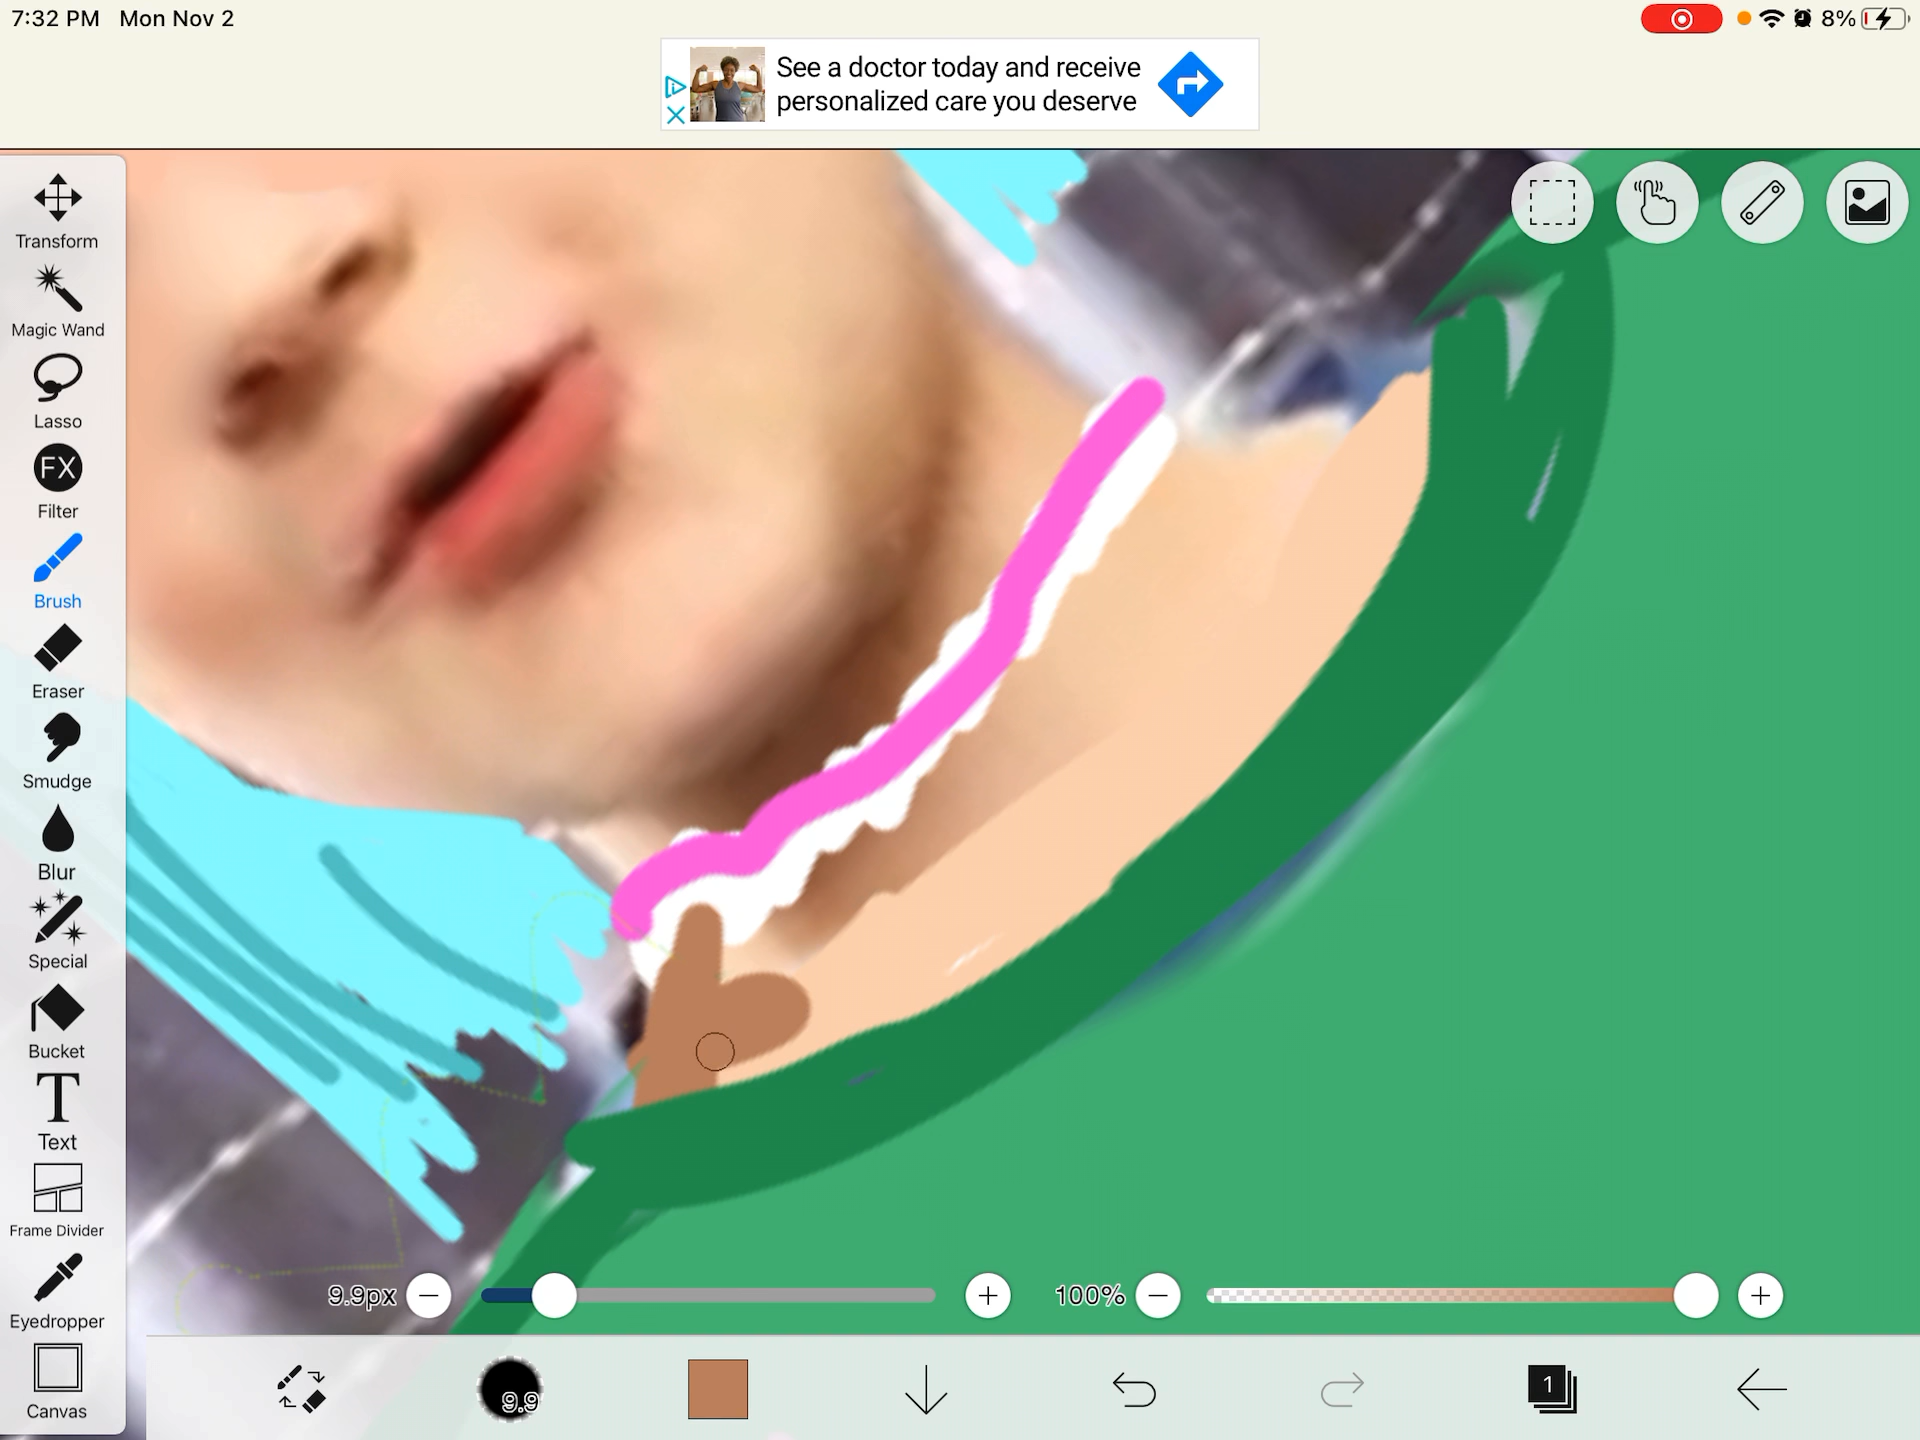 7:32 PM Mon Nov 2
8%
See a doctor today and receive
personalized care you deserve
Transform
Magic Wand
Lasso
FX
Filter
Brush
Eraser
Smudge
Blur
Special
Bucket
T
Text
Frame Divider
Eyedropper
Canvas
9.9px
100%
9.9
1